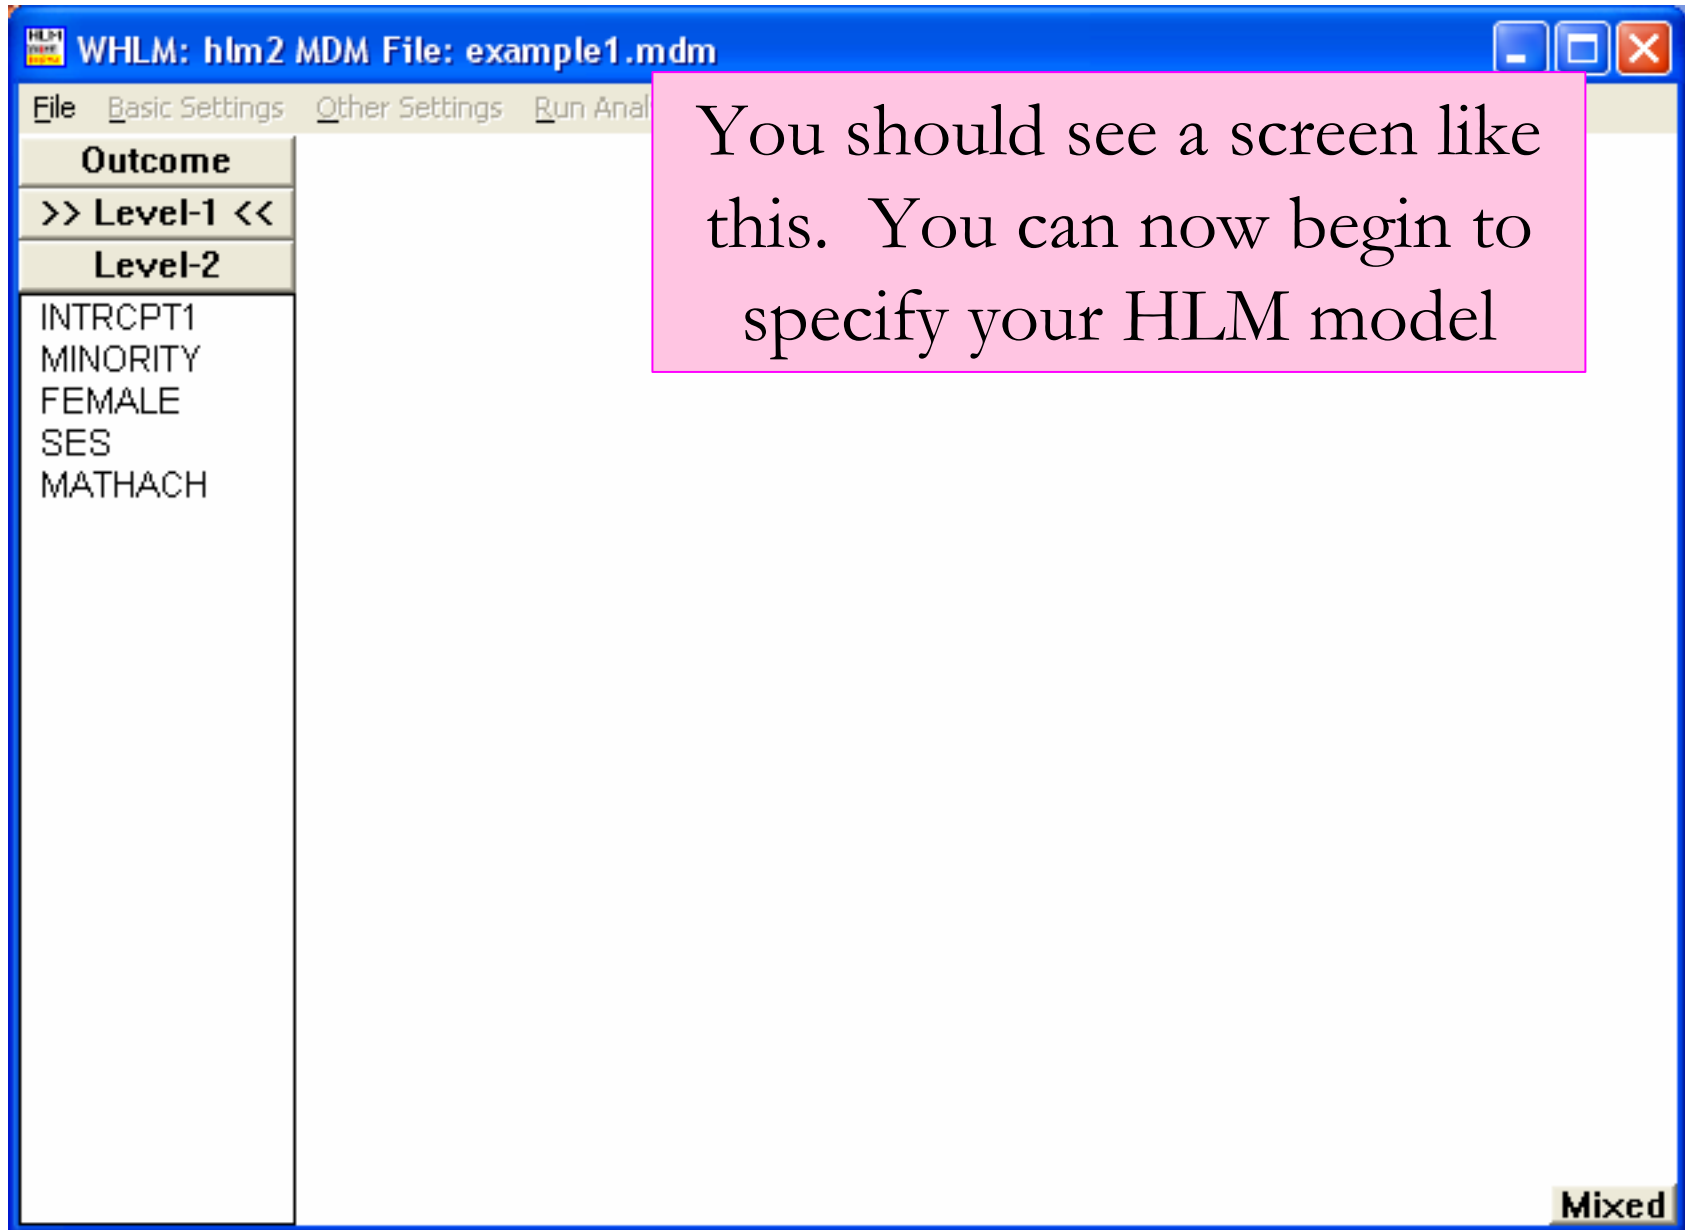 WHLM: hlm2 MDM File: example1.mdm
File Basic Settings Other Settings Run
You should see a screen like
this. You can now begin to
specify your HLM model
Outcome
>> Level-1 <<
Level-2
INTRCPT1
MINORITY
FEMALE
SES
MATHACH
Mixed